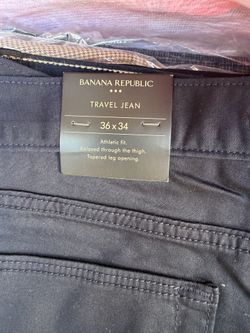 BANANA REPUBLIC
TRAVEL JEAN
36 x 34
Athletic fit.
Relaxed through the thigh.
Tapered leg opening.